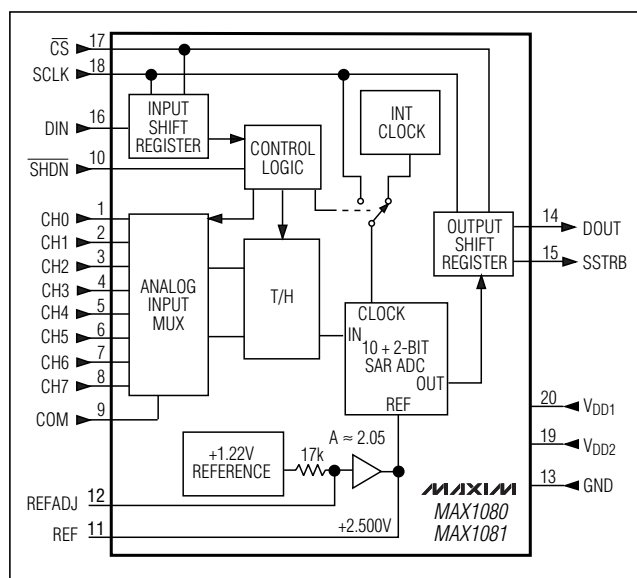 CS 17
SCLK 18
DIN 16
SHDN 10
INPUT
SHIFT
REGISTER
CONTROL
LOGIC
INT
CLOCK
CH0 1
CH1 2
CH2 3
CH3 4
CH4 5
CH5 6
CH6 7
CH7 8
COM 9
ANALOG
INPUT
MUX
T/H
CLOCK
IN
10 + 2-BIT
SAR ADC
OUT
REF
OUTPUT
SHIFT
REGISTER
14 DOUT
15 SSTRB
20 VDD1
19 VDD2
13 GND
+1.22V
REFERENCE
17k
A ≈ 2.05
REFADJ 12
REF 11
+2.500V
MAXIM
MAX1080
MAX1081